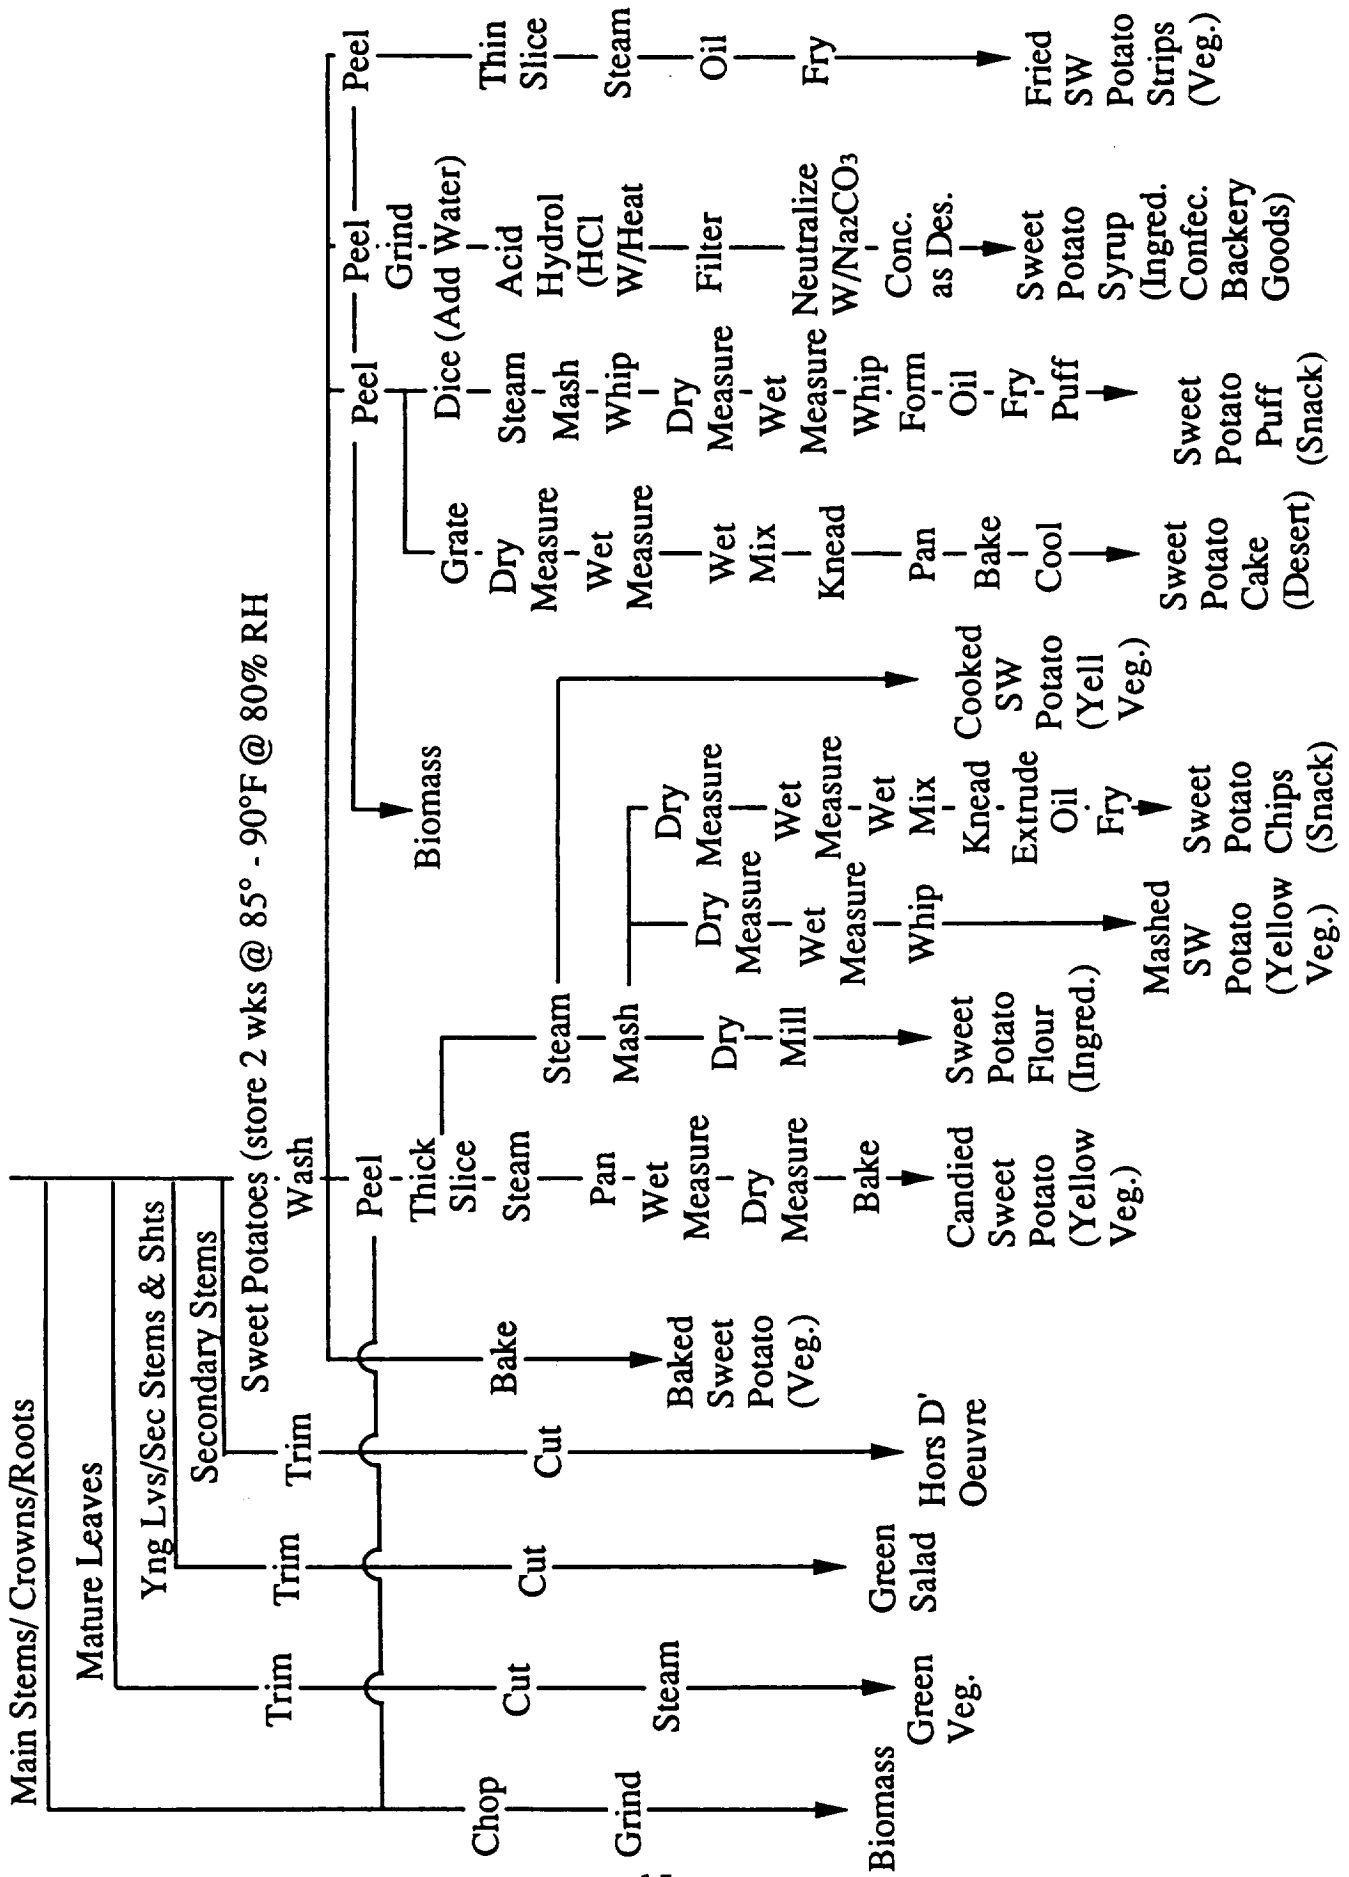 Main Stems/ Crowns/Roots
Mature Leaves
Yng Lvs/Sec Stems & Shts
Secondary Stems
Sweet Potatoes (store 2 wks @ 85° - 90°F @ 80% RH
Wash
Chop
Grind
Biomass
Trim
Cut
Steam
Green
Veg.
Trim
Cut
Green
Salad
Trim
Cut
Hors D'
Oeuvre
Bake
Baked
Sweet
Potato
(Veg.)
Peel
Thick
Slice
Steam
Pan
Wet
Measure
Dry
Measure
Bake
Candied
Sweet
Potato
(Yellow
Veg.)
Steam
Mash
Dry
Mill
Sweet
Potato
Flour
(Ingred.)
Dry
Measure
Wet
Measure
Whip
Mashed
SW
Potato
(Yellow
Veg.)
Dry
Measure
Wet
Measure
Wet
Mix
Knead
Extrude
Oil
Fry
Sweet
Potato
Chips
(Snack)
Cooked
SW
Potato
(Yell
Veg.)
Biomass
Grate
Dry
Measure
Wet
Measure
Wet
Mix
Knead
Pan
Bake
Cool
Sweet
Potato
Cake
(Desert)
Peel
Dice (Add Water)
Steam
Mash
Whip
Dry
Measure
Wet
Measure
Whip
Form
Oil
Fry
Puff
Sweet
Potato
Puff
(Snack)
Peel
Grind
Acid
Hydrol
(HCl
W/Heat
Filter
Neutralize
W/Na2CO3
Conc.
as Des.
Sweet
Potato
Syrup
(Ingred.
Confec.
Backery
Goods)
Peel
Thin
Slice
Steam
Oil
Fry
Fried
SW
Potato
Strips
(Veg.)